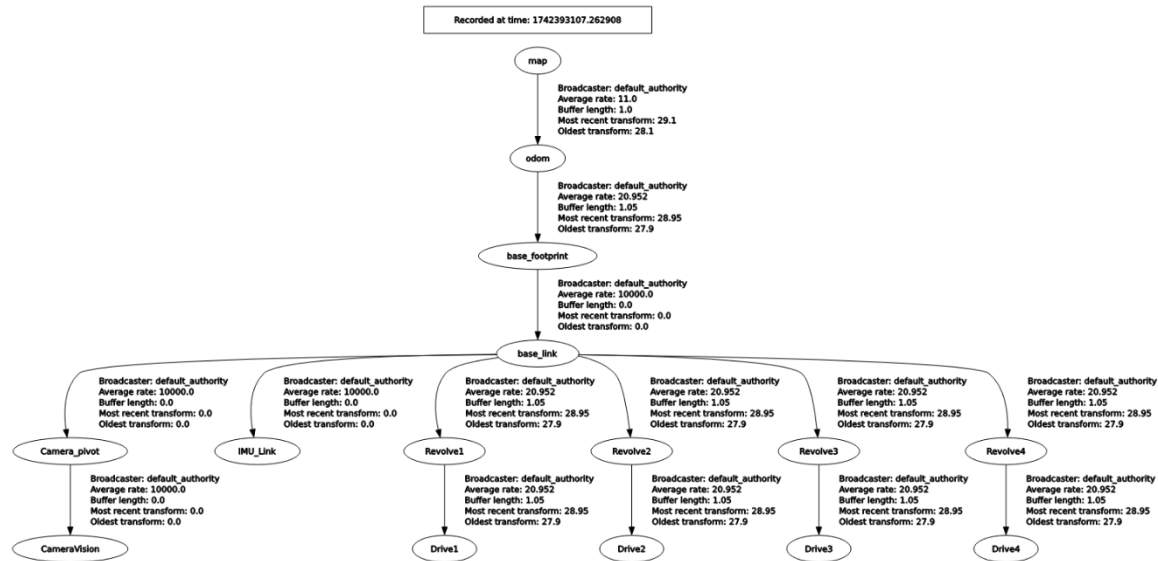 Recorded at time: 1742393107.262908
map
Broadcaster: default_authority
Average rate: 11.0
Buffer length: 1.0
Most recent transform: 29.1
Oldest transform: 28.1
odom
Broadcaster: default_authority
Average rate: 20.952
Buffer length: 1.05
Most recent transform: 28.95
Oldest transform: 27.9
base_footprint
Broadcaster: default_authority
Average rate: 10000.0
Buffer length: 0.0
Most recent transform: 0.0
Oldest transform: 0.0
base_link
Broadcaster: default_authority
Average rate: 10000.0
Buffer length: 0.0
Most recent transform: 0.0
Oldest transform: 0.0
Broadcaster: default_authority
Average rate: 10000.0
Buffer length: 0.0
Most recent transform: 0.0
Oldest transform: 0.0
Broadcaster: default_authority
Average rate: 20.952
Buffer length: 1.05
Most recent transform: 28.95
Oldest transform: 27.9
Broadcaster: default_authority
Average rate: 20.952
Buffer length: 1.05
Most recent transform: 28.95
Oldest transform: 27.9
Broadcaster: default_authority
Average rate: 20.952
Buffer length: 1.05
Most recent transform: 28.95
Oldest transform: 27.9
Broadcaster: default_authority
Average rate: 20.952
Buffer length: 1.05
Most recent transform: 28.95
Oldest transform: 27.9
Camera_pivot
IMU_Link
Revolve1
Revolve2
Revolve3
Revolve4
Broadcaster: default_authority
Average rate: 10000.0
Buffer length: 0.0
Most recent transform: 0.0
Oldest transform: 0.0
Broadcaster: default_authority
Average rate: 20.952
Buffer length: 1.05
Most recent transform: 28.95
Oldest transform: 27.9
Broadcaster: default_authority
Average rate: 20.952
Buffer length: 1.05
Most recent transform: 28.95
Oldest transform: 27.9
Broadcaster: default_authority
Average rate: 20.952
Buffer length: 1.05
Most recent transform: 28.95
Oldest transform: 27.9
Broadcaster: default_authority
Average rate: 20.952
Buffer length: 1.05
Most recent transform: 28.95
Oldest transform: 27.9
CameraVision
Drive1
Drive2
Drive3
Drive4